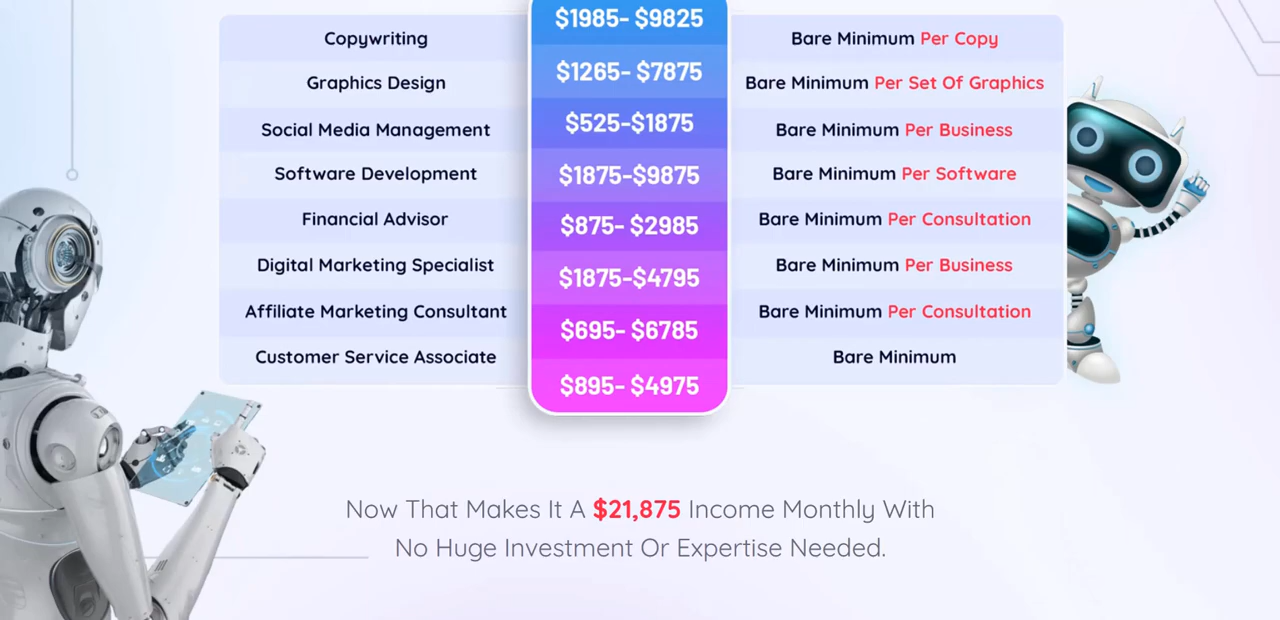 $1985- $9825
Copywriting
Bare Minimum Per Copy
$1265- $7875
Graphics Design
Bare Minimum Per Set Of Graphics
$525-$1875
Social Media Management
Bare Minimum Per Business
$1875-$9875
Software Development
Bare Minimum Per Software
$875- $2985
Financial Advisor
Bare Minimum Per Consultation
$1875-$4795
Digital Marketing Specialist
Bare Minimum Per Business
$695- $6785
Affiliate Marketing Consultant
Bare Minimum Per Consultation
$895- $4975
Customer Service Associate
Bare Minimum
Now That Makes It A $21,875 Income Monthly With
No Huge Investment Or Expertise Needed.